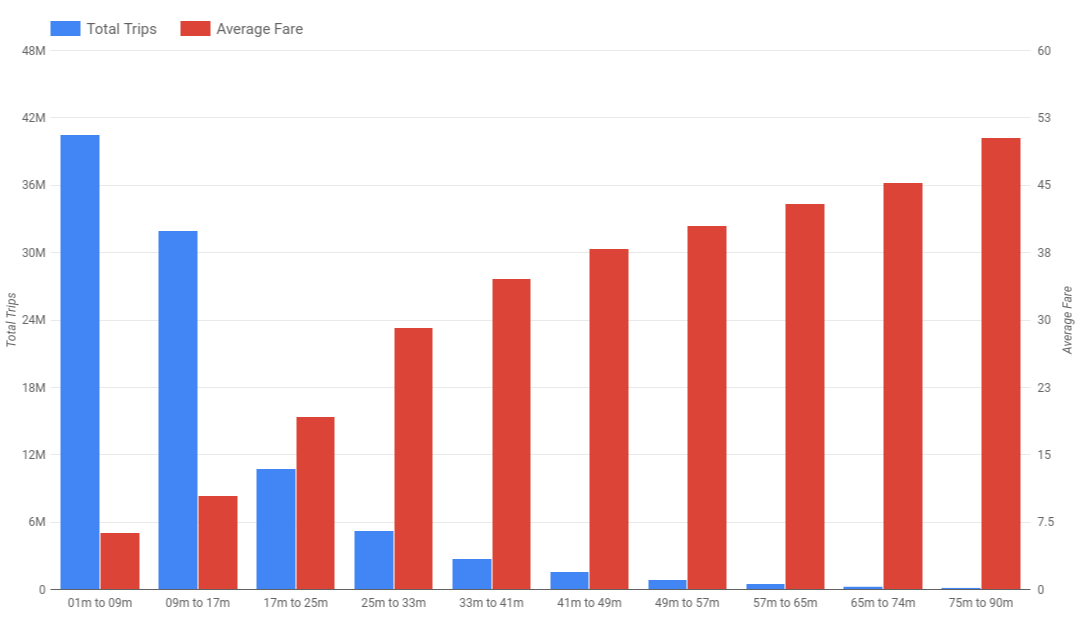 Total Trips
Average Fare
48M
42M
36M
30M
24M
18M
12M
6M
0
Total Trips
60
53
45
38
30
23
15
7.5
0
Average Fare
01m to 09m
09m to 17m
17m to 25m
25m to 33m
33m to 41m
41m to 49m
49m to 57m
57m to 65m
65m to 74m
75m to 90m